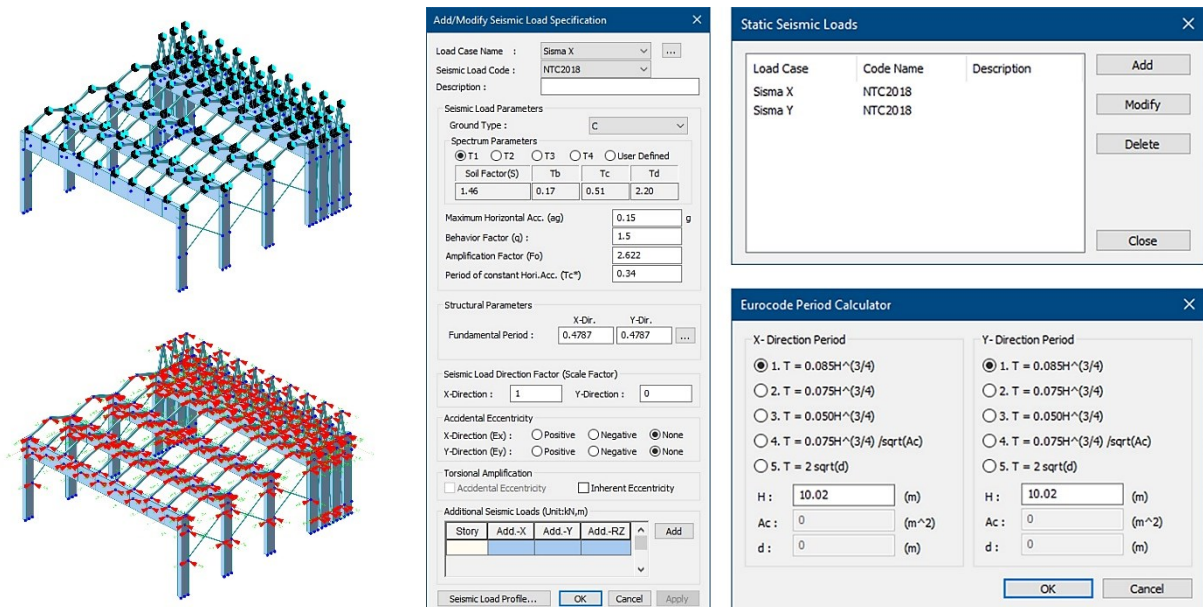 Add/Modify Seismic Load Specification
Load Case Name :
Sisma X
...
Seismic Load Code :
NTC2018
Description :
Seismic Load Parameters
Ground Type :
C
Spectrum Parameters
T1 T2 T3 T4 User Defined
Soil Factor(S) Tb Tc Td
1.46 0.17 0.51 2.20
Maximum Horizontal Acc. (ag) 0.15 g
Behavior Factor (q) : 1.5
Amplification Factor (Fo) 2.622
Period of constant Hori.Acc. (Tc*) 0.34
Structural Parameters
X-Dir. Y-Dir.
Fundamental Period : 0.4787 0.4787 ...
Seismic Load Direction Factor (Scale Factor)
X-Direction : 1 Y-Direction : 0
Accidental Eccentricity
X-Direction (Ex) : Positive Negative None
Y-Direction (Ey) : Positive Negative None
Torsional Amplification
Accidental Eccentricity Inherent Eccentricity
Additional Seismic Loads (Unit:kN,m)
Story Add.-X Add.-Y Add.-RZ Add
Seismic Load Profile... OK Cancel Apply
Static Seismic Loads
Load Case Code Name Description
Sisma X NTC2018
Sisma Y NTC2018
Add
Modify
Delete
Close
Eurocode Period Calculator
X- Direction Period
1. T = 0.085H^(3/4)
2. T = 0.075H^(3/4)
3. T = 0.050H^(3/4)
4. T = 0.075H^(3/4) /sqrt(Ac)
5. T = 2 sqrt(d)
H : 10.02 (m)
Ac : 0 (m^2)
d : 0 (m)
Y- Direction Period
1. T = 0.085H^(3/4)
2. T = 0.075H^(3/4)
3. T = 0.050H^(3/4)
4. T = 0.075H^(3/4) /sqrt(Ac)
5. T = 2 sqrt(d)
H : 10.02 (m)
Ac : 0 (m^2)
d : 0 (m)
OK Cancel